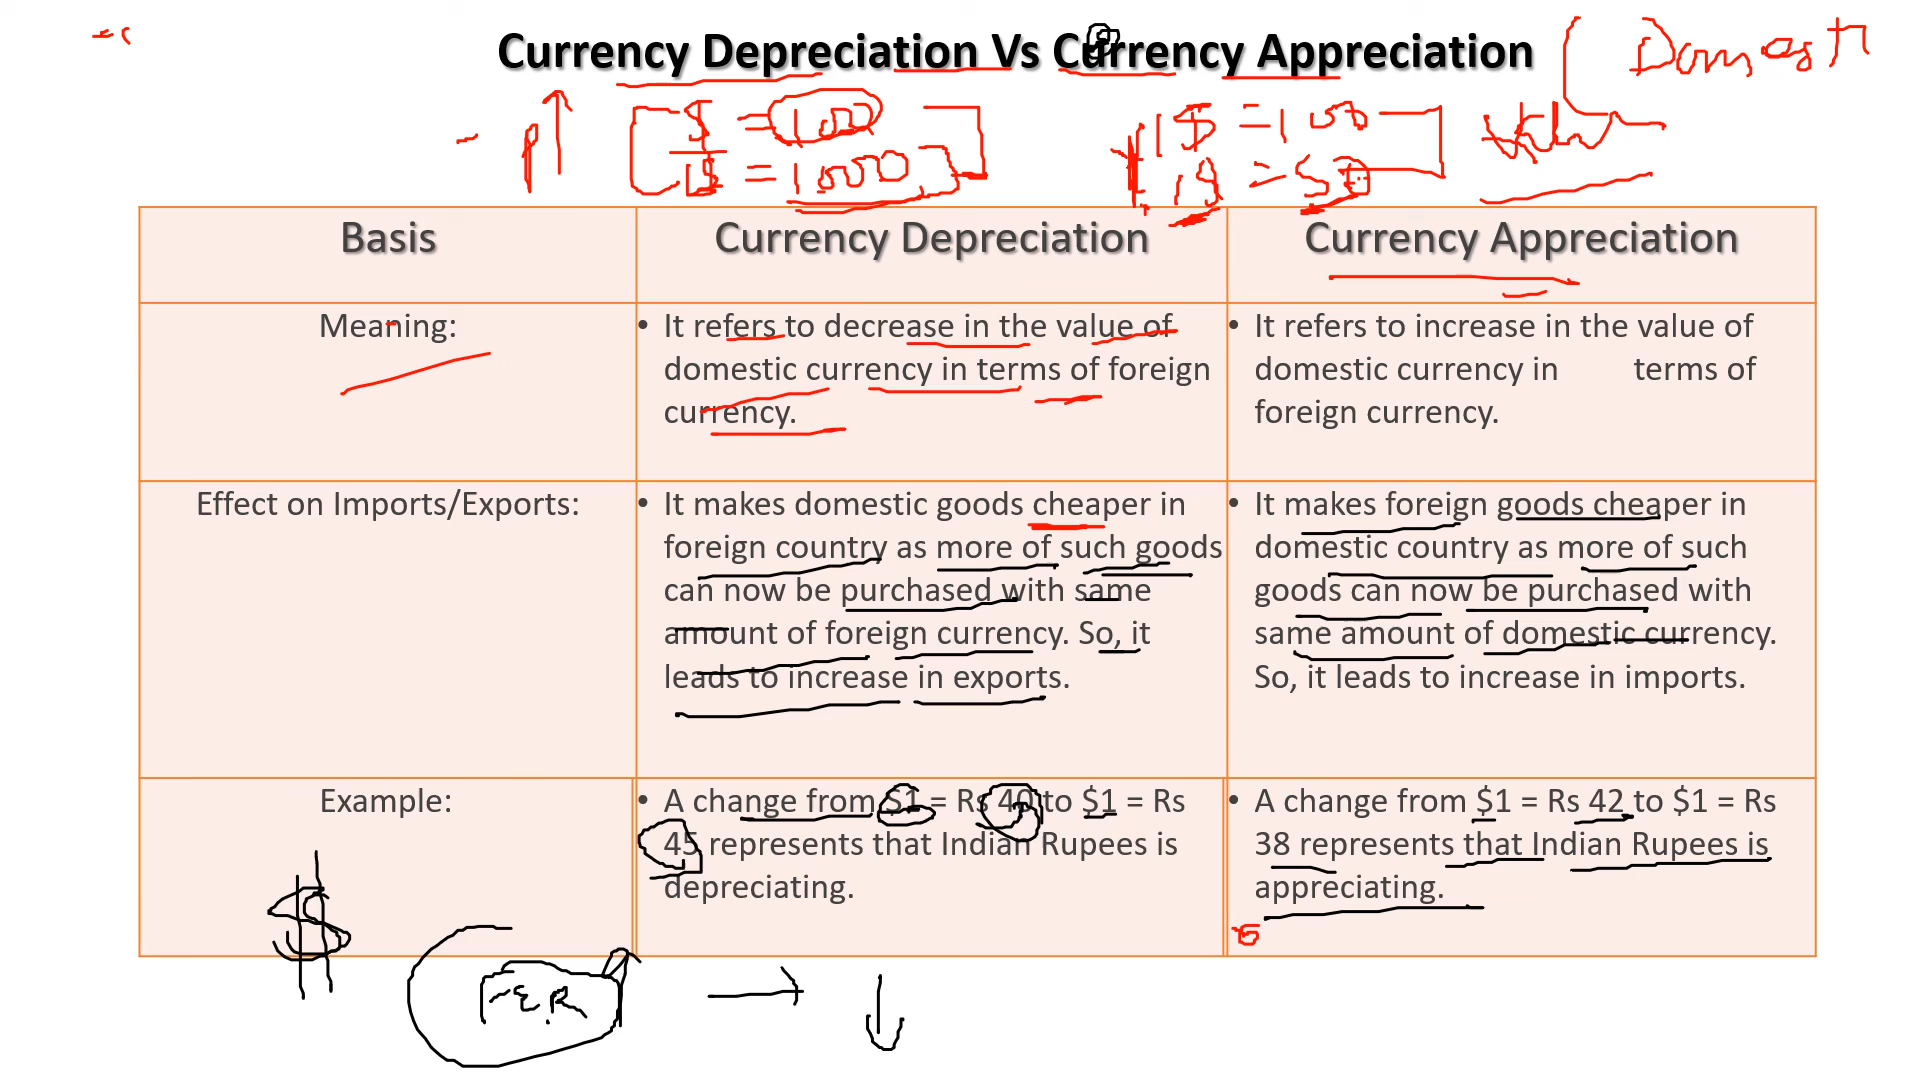 Currency Depreciation Vs Currency Appreciation
Domest
$ = 100
1$ = 1000
1$ = 100
1$ = 50
Basis
Currency Depreciation
Currency Appreciation
Meaning:
• It refers to decrease in the value of
domestic currency in terms of foreign
currency.
• It refers to increase in the value of
domestic currency in terms of
foreign currency.
Effect on Imports/Exports:
• It makes domestic goods cheaper in
foreign country as more of such goods
can now be purchased with same
amount of foreign currency. So, it
leads to increase in exports.
• It makes foreign goods cheaper in
domestic country as more of such
goods can now be purchased with
same amount of domestic currency.
So, it leads to increase in imports.
Example:
• A change from $1 = Rs 40 to $1 = Rs
45 represents that Indian Rupees is
depreciating.
• A change from $1 = Rs 42 to $1 = Rs
38 represents that Indian Rupees is
appreciating.
$
FER